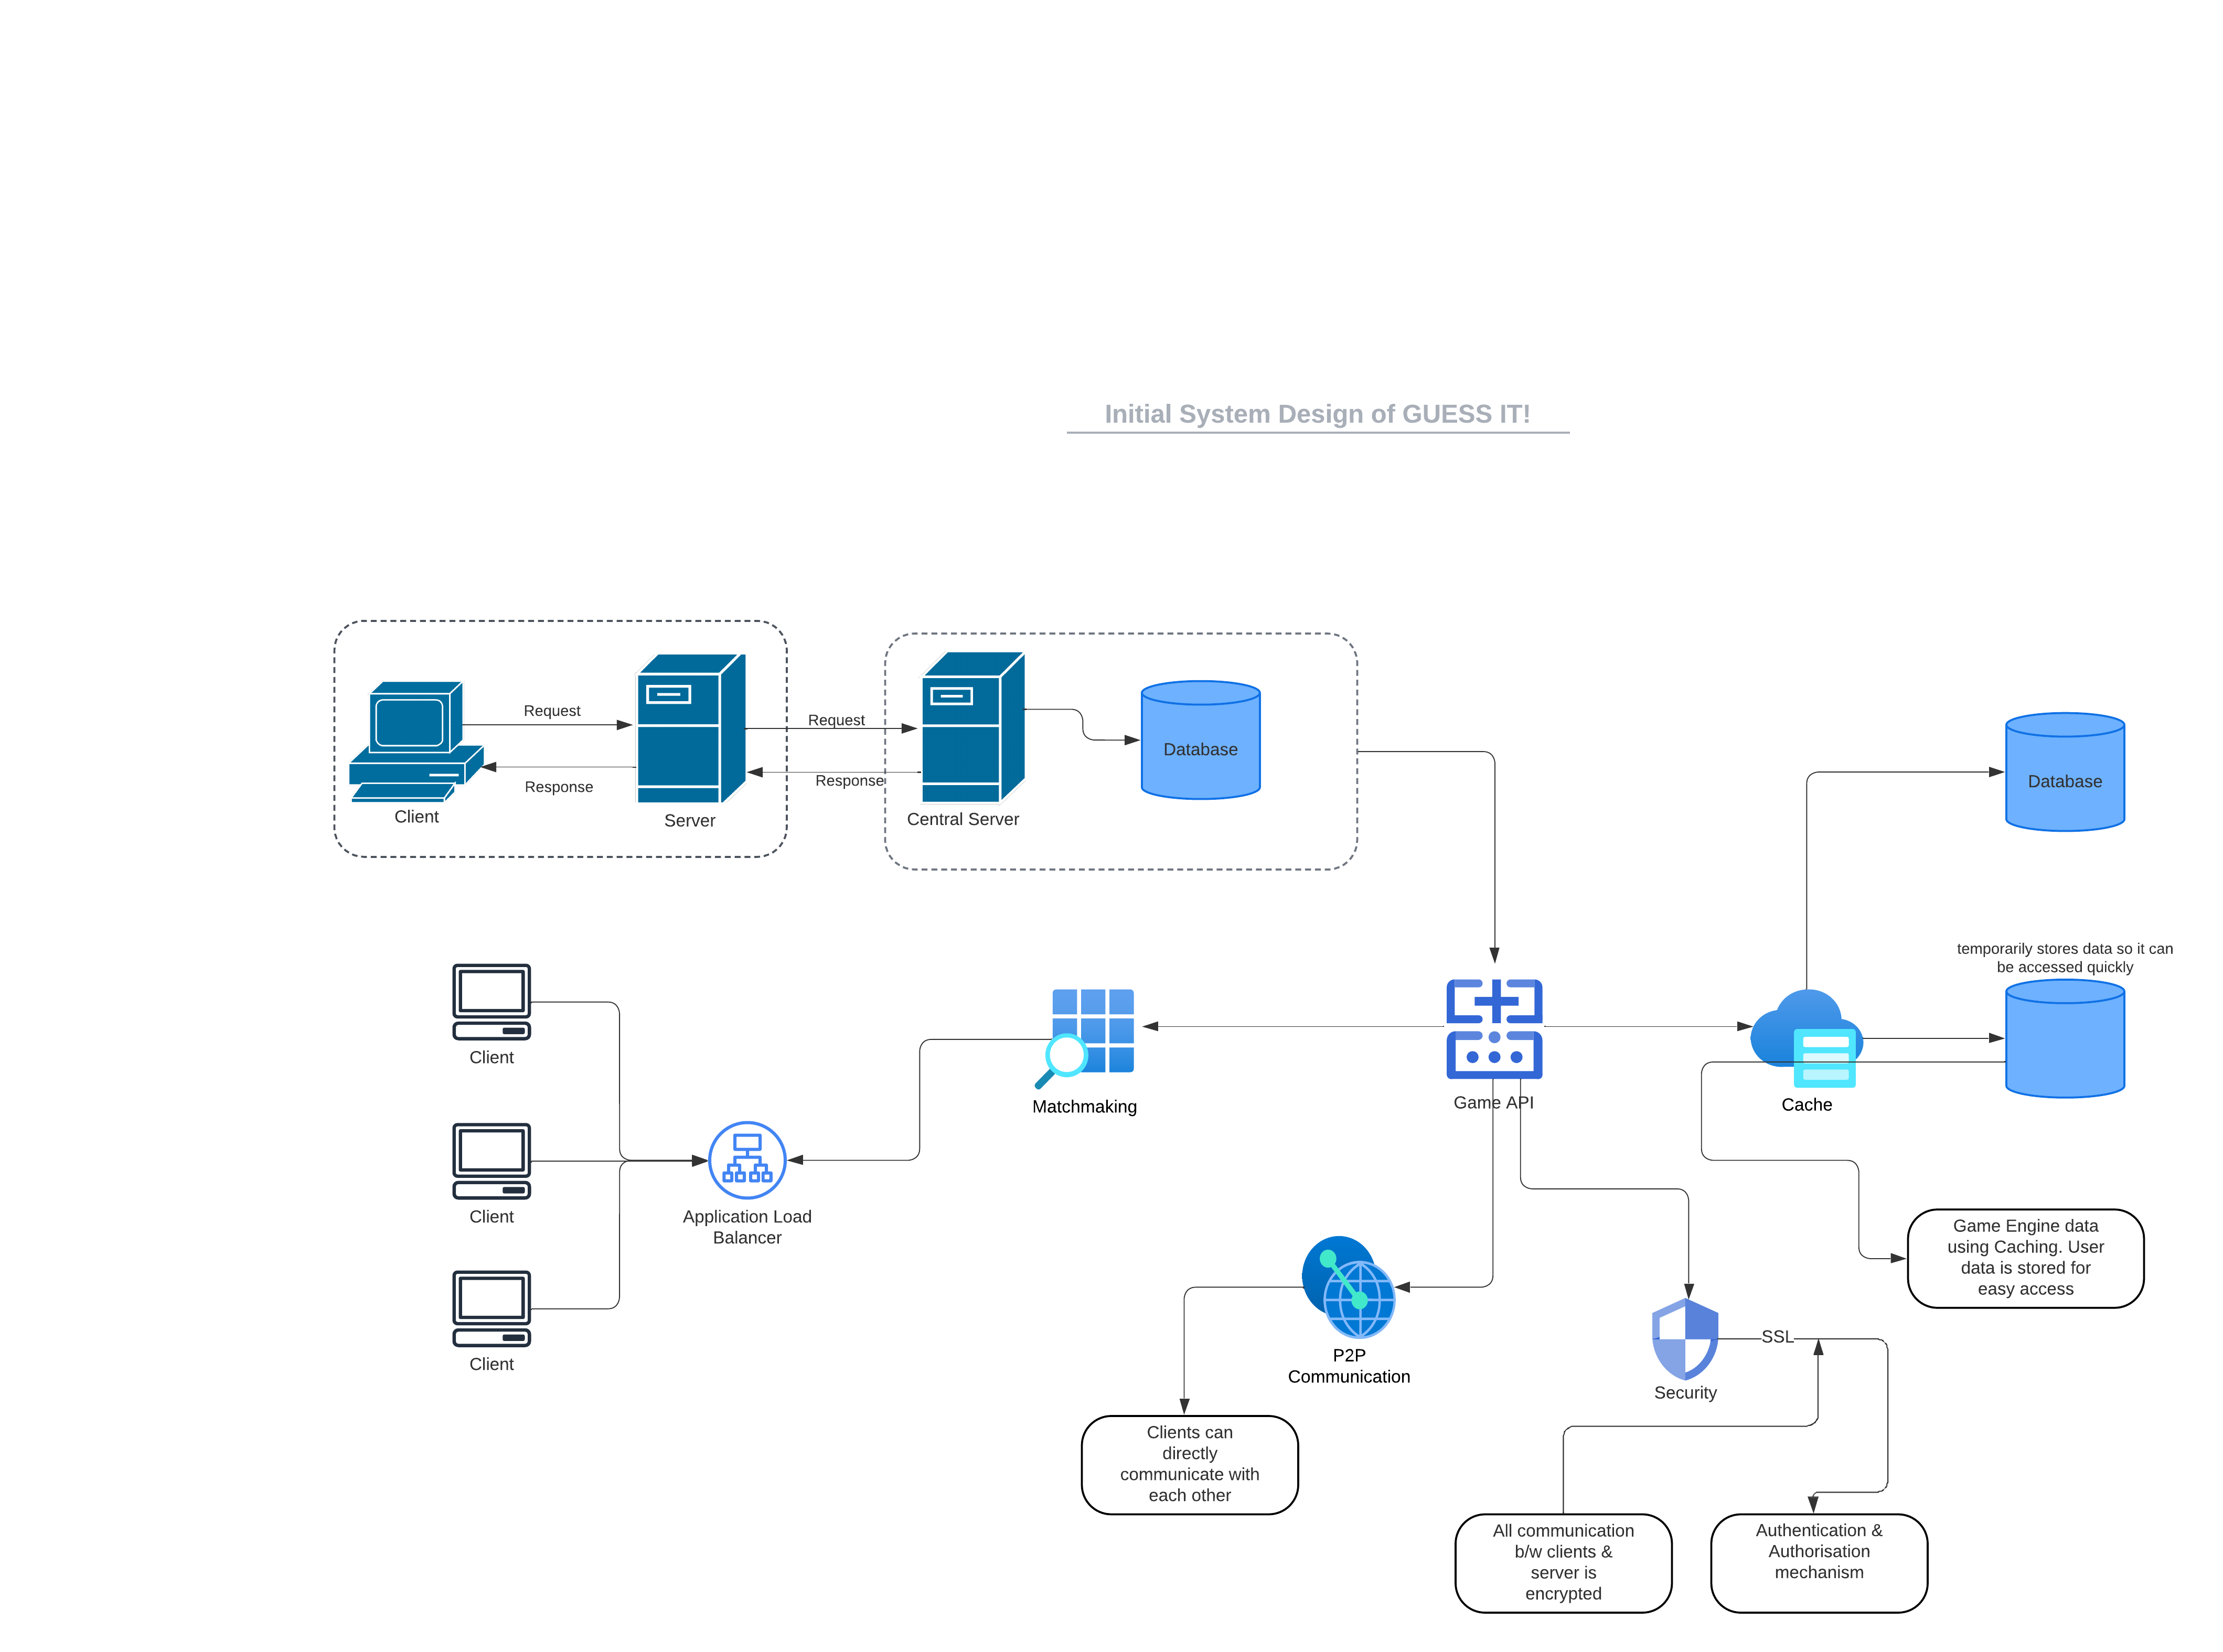 Initial System Design of GUESS IT!
Request
Response
Client
Server
Request
Response
Central Server
Database
Database
temporarily stores data so it can
be accessed quickly
Client
Client
Client
Application Load
Balancer
Matchmaking
Game API
Cache
Game Engine data
using Caching. User
data is stored for
easy access
P2P
Communication
Clients can
directly
communicate with
each other
SSL
Security
All communication
b/w clients &
server is
encrypted
Authentication &
Authorisation
mechanism